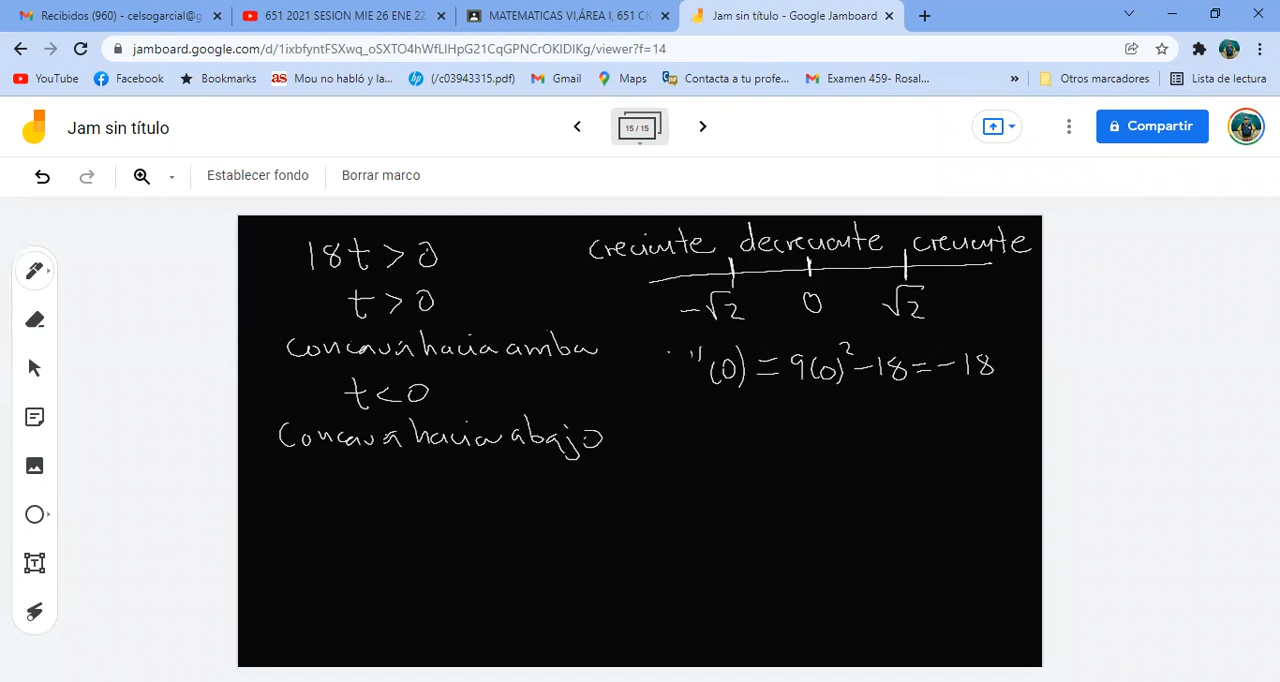 Recibidos (960) - celsogarcial@g
651 2021 SESION MIE 26 ENE 22
MATEMATICAS VI,ÁREA I, 651 CK
Jam sin título - Google Jamboard
jamboard.google.com/d/1ixbfyntFSXwq_oSXTO4hWfLlHpG21CqGPNCrOKIDIKg/viewer?f=14
YouTube
Facebook
Bookmarks
as Mou no habló y la...
(/c03943315.pdf)
Gmail
Maps
Contacta a tu profe...
Examen 459- Rosal...
»
Otros marcadores
Lista de lectura
Jam sin título
15 / 15
Compartir
Establecer fondo
Borrar marco
18t > 0
t > 0
concava hacia arriba
t < 0
Concava hacia abajo
creciente decreciente creciente
-√2 0 √2
"(0) = 9(0)² - 18 = - 18